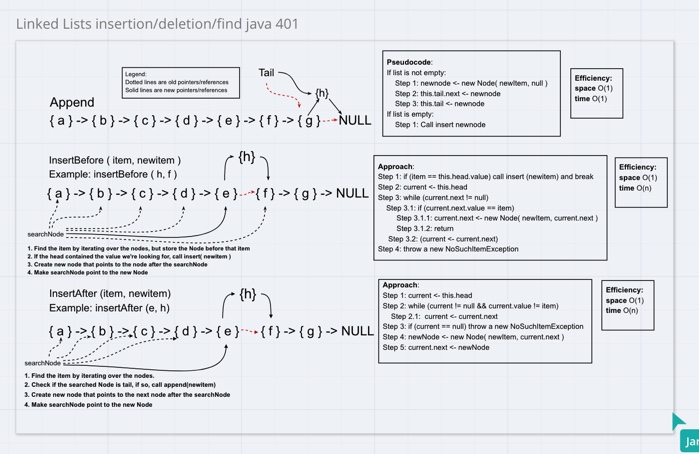 Linked Lists insertion/deletion/find java 401
Legend:
Dotted lines are old pointers/references
Solid lines are new pointers/references
Tail
{h}
Append
{ a } -> { b } -> { c } -> { d } -> { e } -> { f } -> { g } NULL
Pseudocode:
If list is not empty:
Step 1: newnode <- new Node( newItem, null )
Step 2: this.tail.next <- newnode
Step 3: this.tail <- newnode
If list is empty:
Step 1: Call insert newnode
Efficiency:
space O(1)
time O(1)
InsertBefore ( item, newitem )
Example: insertBefore ( h, f )
{h}
{ a } -> { b } -> { c } -> { d } -> { e } { f } -> { g } -> NULL
searchNode
1. Find the item by iterating over the nodes, but store the Node before that item
2. If the head contained the value we're looking for, call insert( newitem )
3. Create new node that points to the node after the searchNode
4. Make searchNode point to the new Node
Approach:
Step 1: if (item == this.head.value) call insert (newitem) and break
Step 2: current <- this.head
Step 3: while (current.next != null)
Step 3.1: if (current.next.value == item)
Step 3.1.1: current.next <- new Node( newItem, current.next )
Step 3.1.2: return
Step 3.2: (current <- current.next)
Step 4: throw a new NoSuchItemException
Efficiency:
space O(1)
time O(n)
InsertAfter (item, newitem)
Example: insertAfter (e, h)
{h}
{ a } -> { b } -> { c } -> { d } -> { e } { f } -> { g } -> NULL
searchNode
1. Find the item by iterating over the nodes.
2. Check if the searched Node is tail, if so, call append(newitem)
3. Create new node that points to the next node after the searchNode
4. Make searchNode point to the new Node
Approach:
Step 1: current <- this.head
Step 2: while (current != null && current.value != item)
Step 2.1: current <- current.next
Step 3: if (current == null) throw a new NoSuchItemException
Step 4: newNode <- new Node( newItem, current.next )
Step 5: current.next <- newNode
Efficiency:
space O(1)
time O(n)